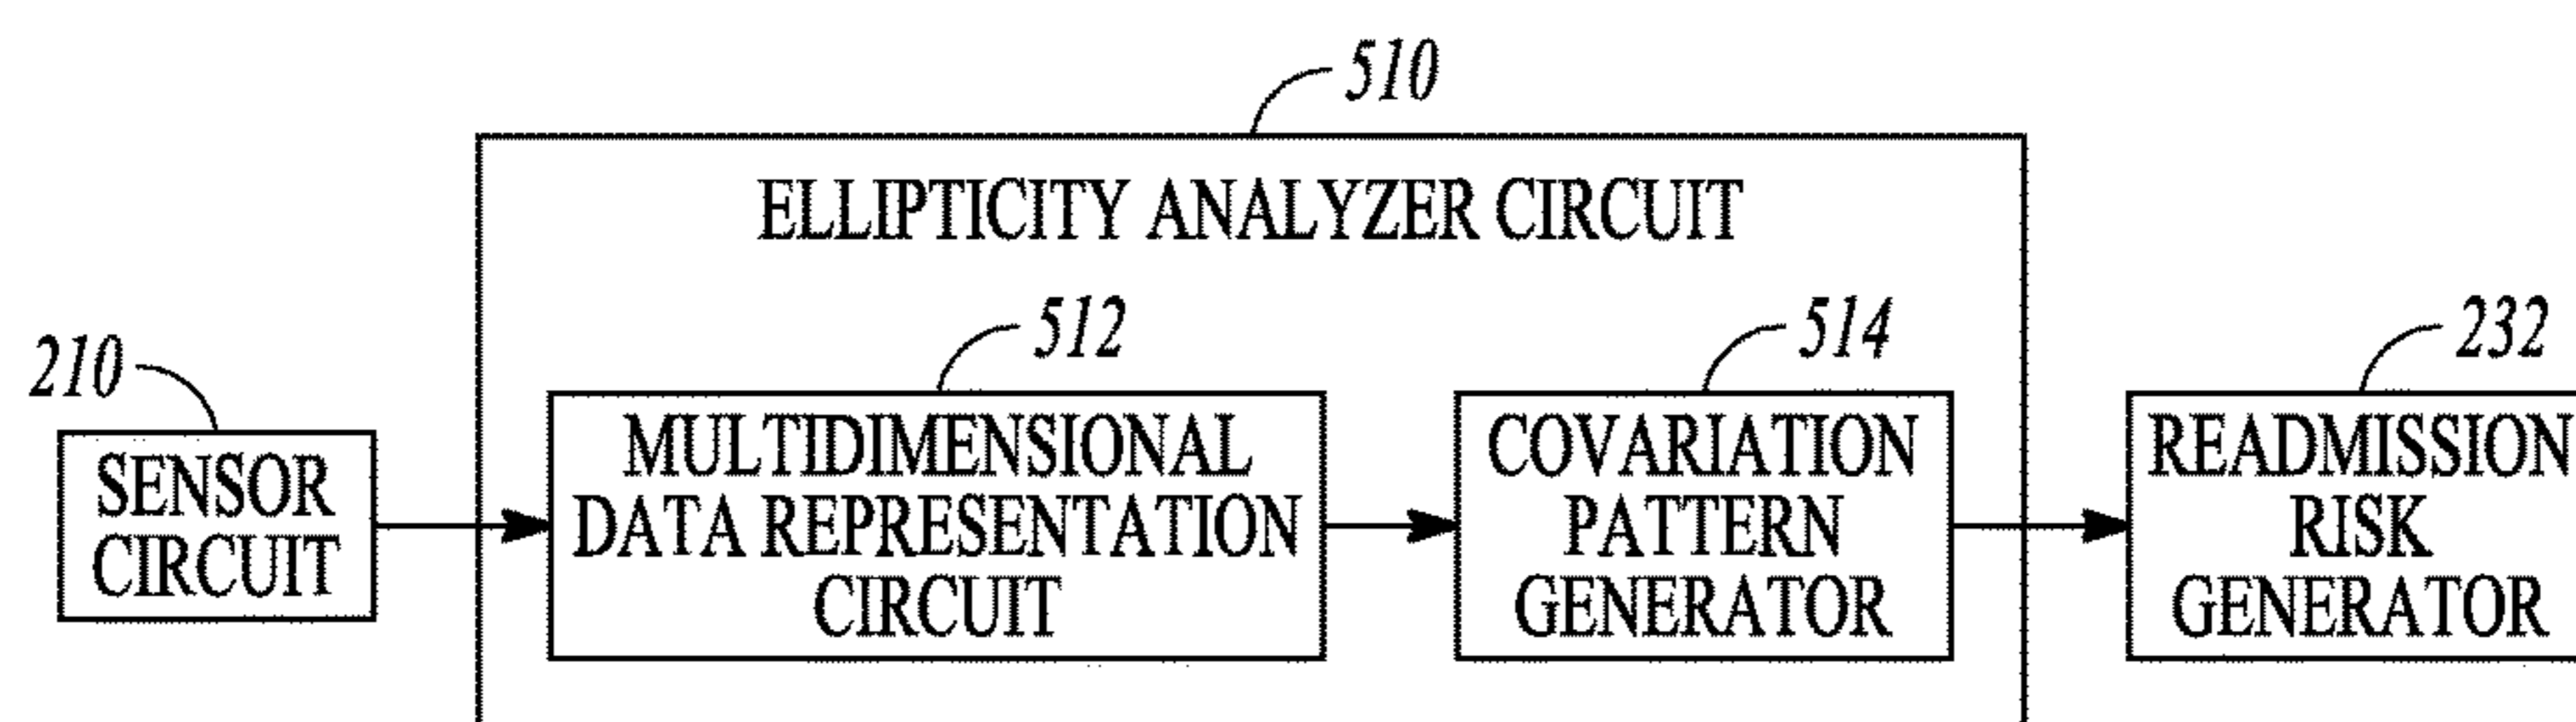 510
ELLIPTICITY ANALYZER CIRCUIT
512
514
232
210
SENSOR
CIRCUIT
MULTIDIMENSIONAL
DATA REPRESENTATION
CIRCUIT
COVARIATION
PATTERN
GENERATOR
READMISSION
RISK
GENERATOR